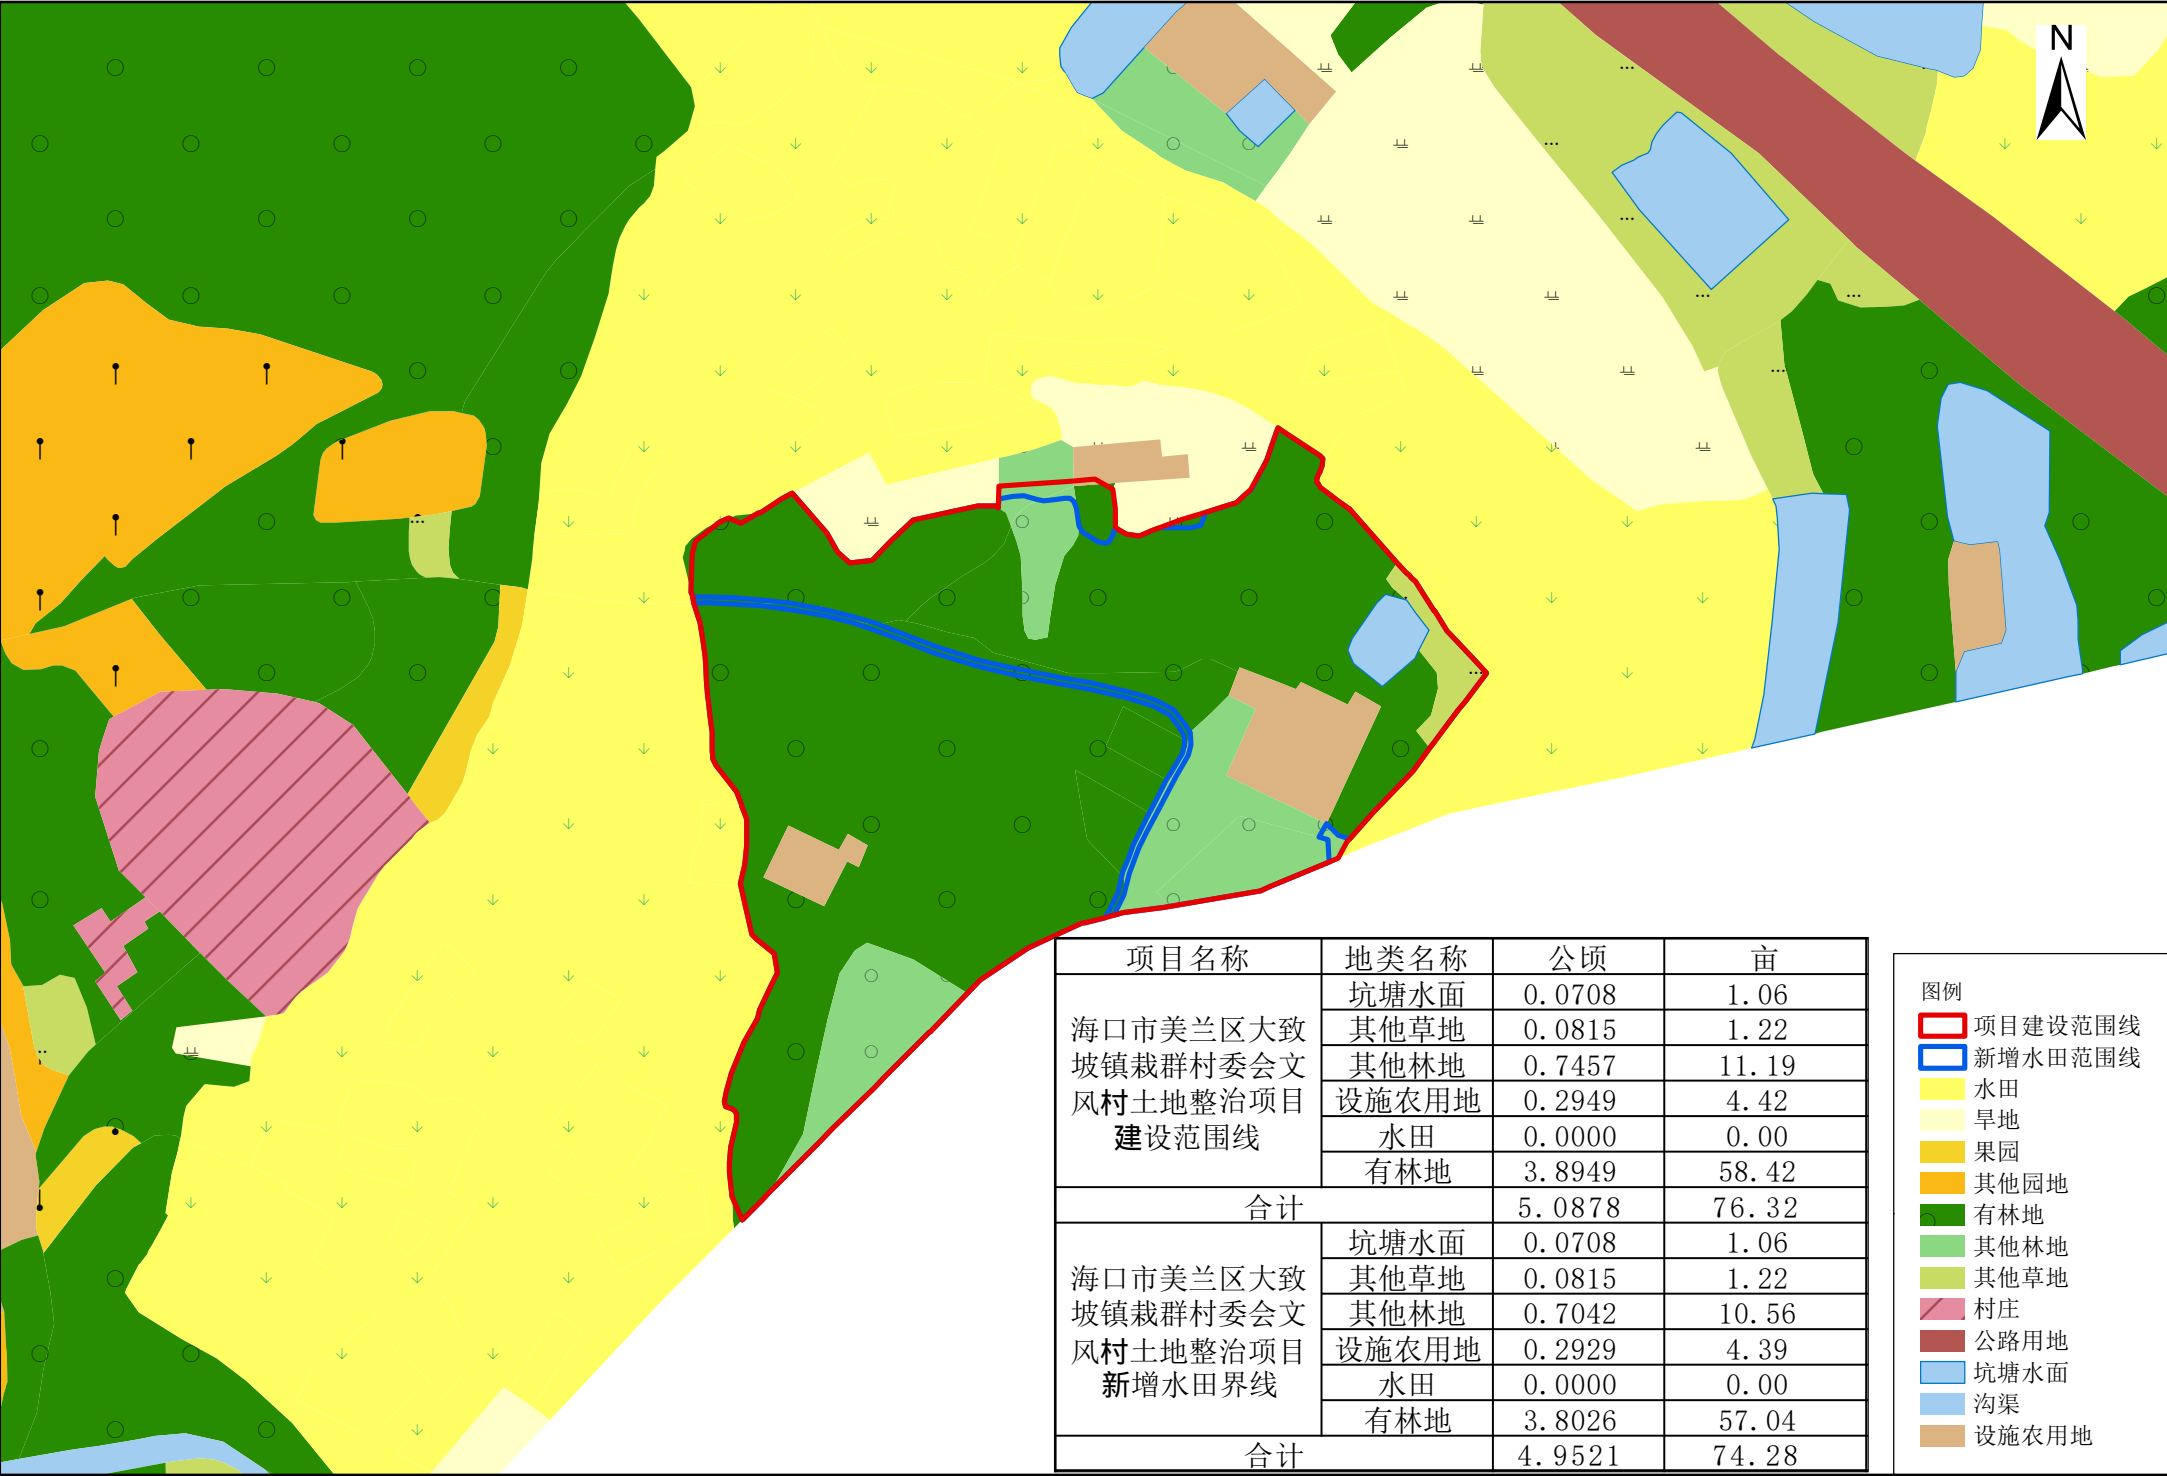 N
项目名称 地类名称 公顷 亩
海口市美兰区大致
坡镇栽群村委会文
风村土地整治项目
建设范围线
坑塘水面 0.0708 1.06
其他草地 0.0815 1.22
其他林地 0.7457 11.19
设施农用地 0.2949 4.42
水田 0.0000 0.00
有林地 3.8949 58.42
合计 5.0878 76.32
海口市美兰区大致
坡镇栽群村委会文
风村土地整治项目
新增水田界线
坑塘水面 0.0708 1.06
其他草地 0.0815 1.22
其他林地 0.7042 10.56
设施农用地 0.2929 4.39
水田 0.0000 0.00
有林地 3.8026 57.04
合计 4.9521 74.28
图例
项目建设范围线
新增水田范围线
水田
旱地
果园
其他园地
有林地
其他林地
其他草地
村庄
公路用地
坑塘水面
沟渠
设施农用地